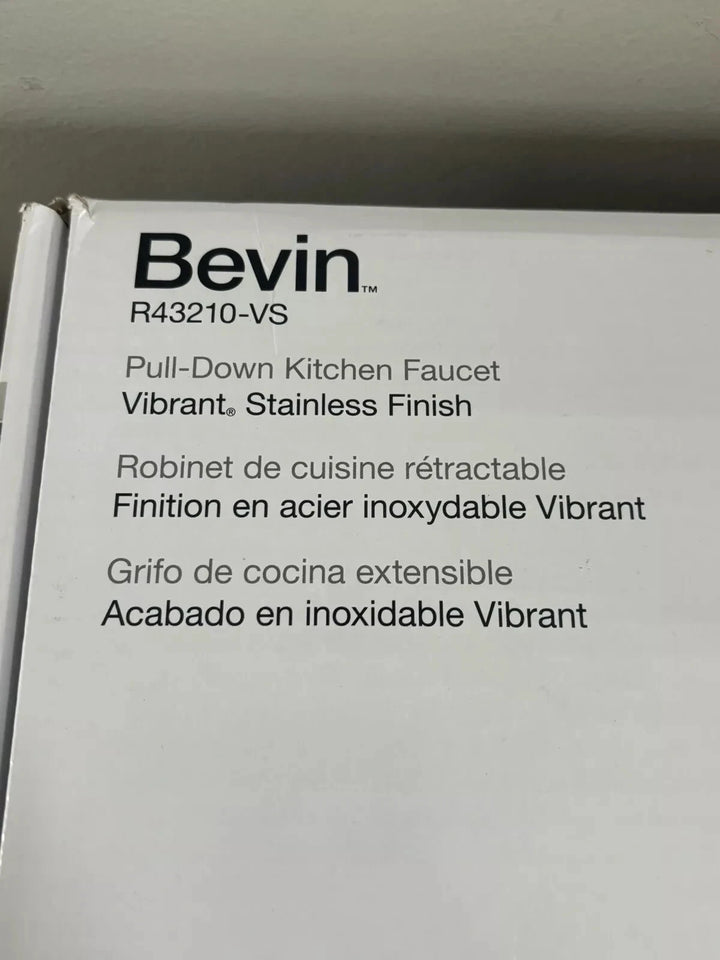 Bevin™
R43210-VS
Pull-Down Kitchen Faucet
Vibrant® Stainless Finish
Robinet de cuisine rétractable
Finition en acier inoxydable Vibrant
Grifo de cocina extensible
Acabado en inoxidable Vibrant